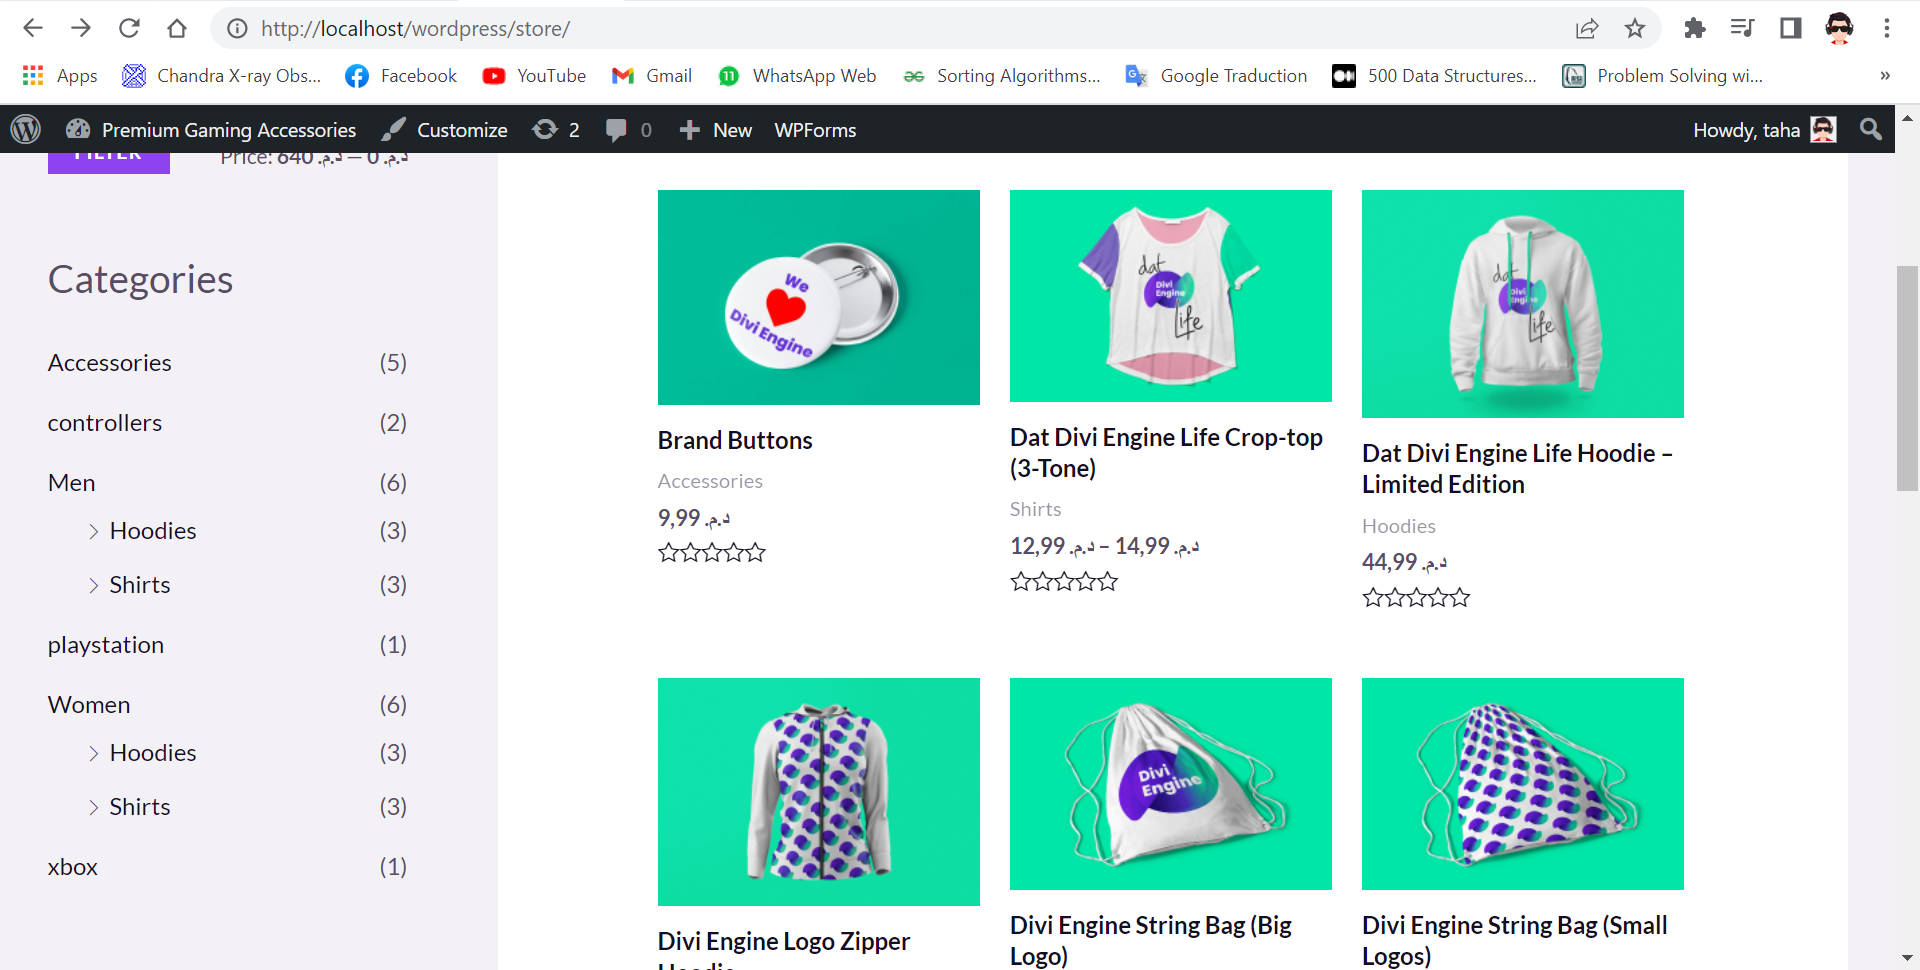 http://localhost/wordpress/store/
Apps
Chandra X-ray Obs...
Facebook
YouTube
Gmail
11
WhatsApp Web
Sorting Algorithms...
Google Traduction
500 Data Structures...
Problem Solving wi...
»
Premium Gaming Accessories
Customize
2
0
New
WPForms
Howdy, taha
FILTER
Price: 640 د.م. — 0 د.م.
Categories
Accessories (5)
controllers (2)
Men (6)
Hoodies (3)
Shirts (3)
playstation (1)
Women (6)
Hoodies (3)
Shirts (3)
xbox (1)
We
Divi Engine
Brand Buttons
Accessories
9,99 د.م.
dat
Divi
Engine
Life
Dat Divi Engine Life Crop-top
(3-Tone)
Shirts
12,99 د.م. – 14,99 د.م.
dat
Divi
Engine
Life
Dat Divi Engine Life Hoodie –
Limited Edition
Hoodies
44,99 د.م.
Divi Engine Logo Zipper
Hoodie
Divi
Engine
Divi Engine String Bag (Big
Logo)
Divi Engine String Bag (Small
Logos)